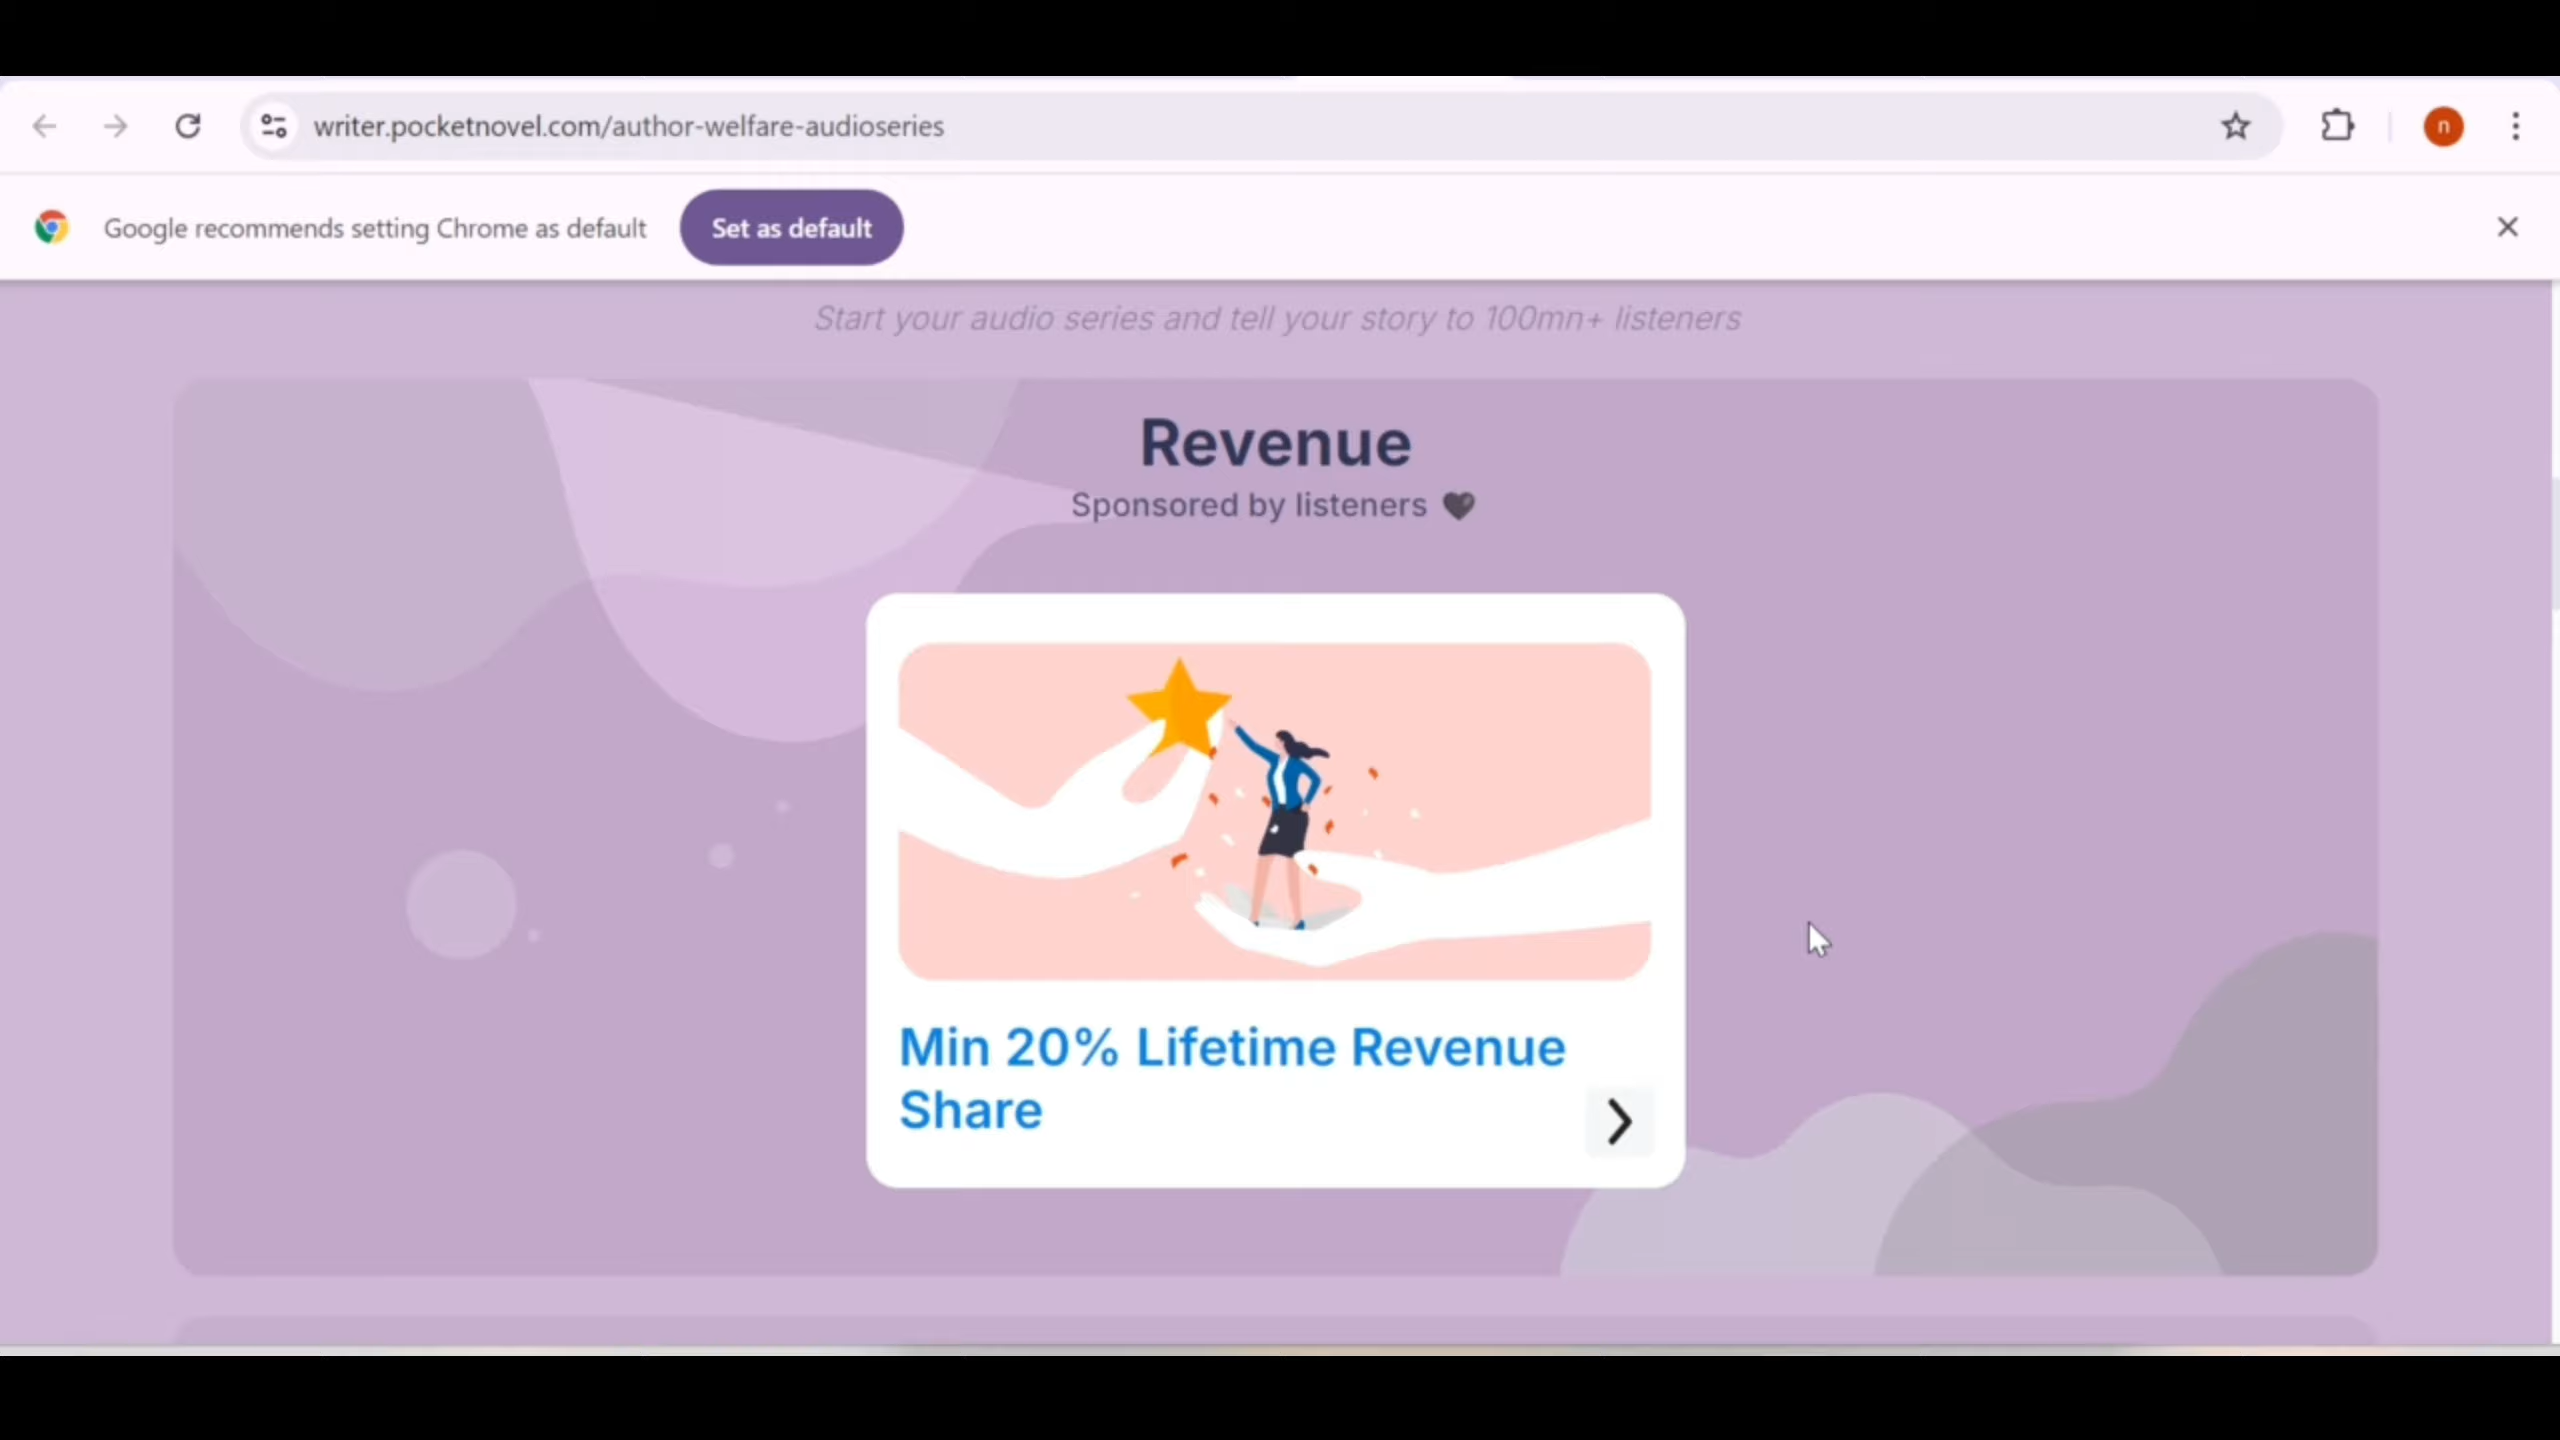 writer.pocketnovel.com/author-welfare-audioseries
n
Google recommends setting Chrome as default
Set as default
Start your audio series and tell your story to 100mn+ listeners
Revenue
Sponsored by listeners
Min 20% Lifetime Revenue
Share